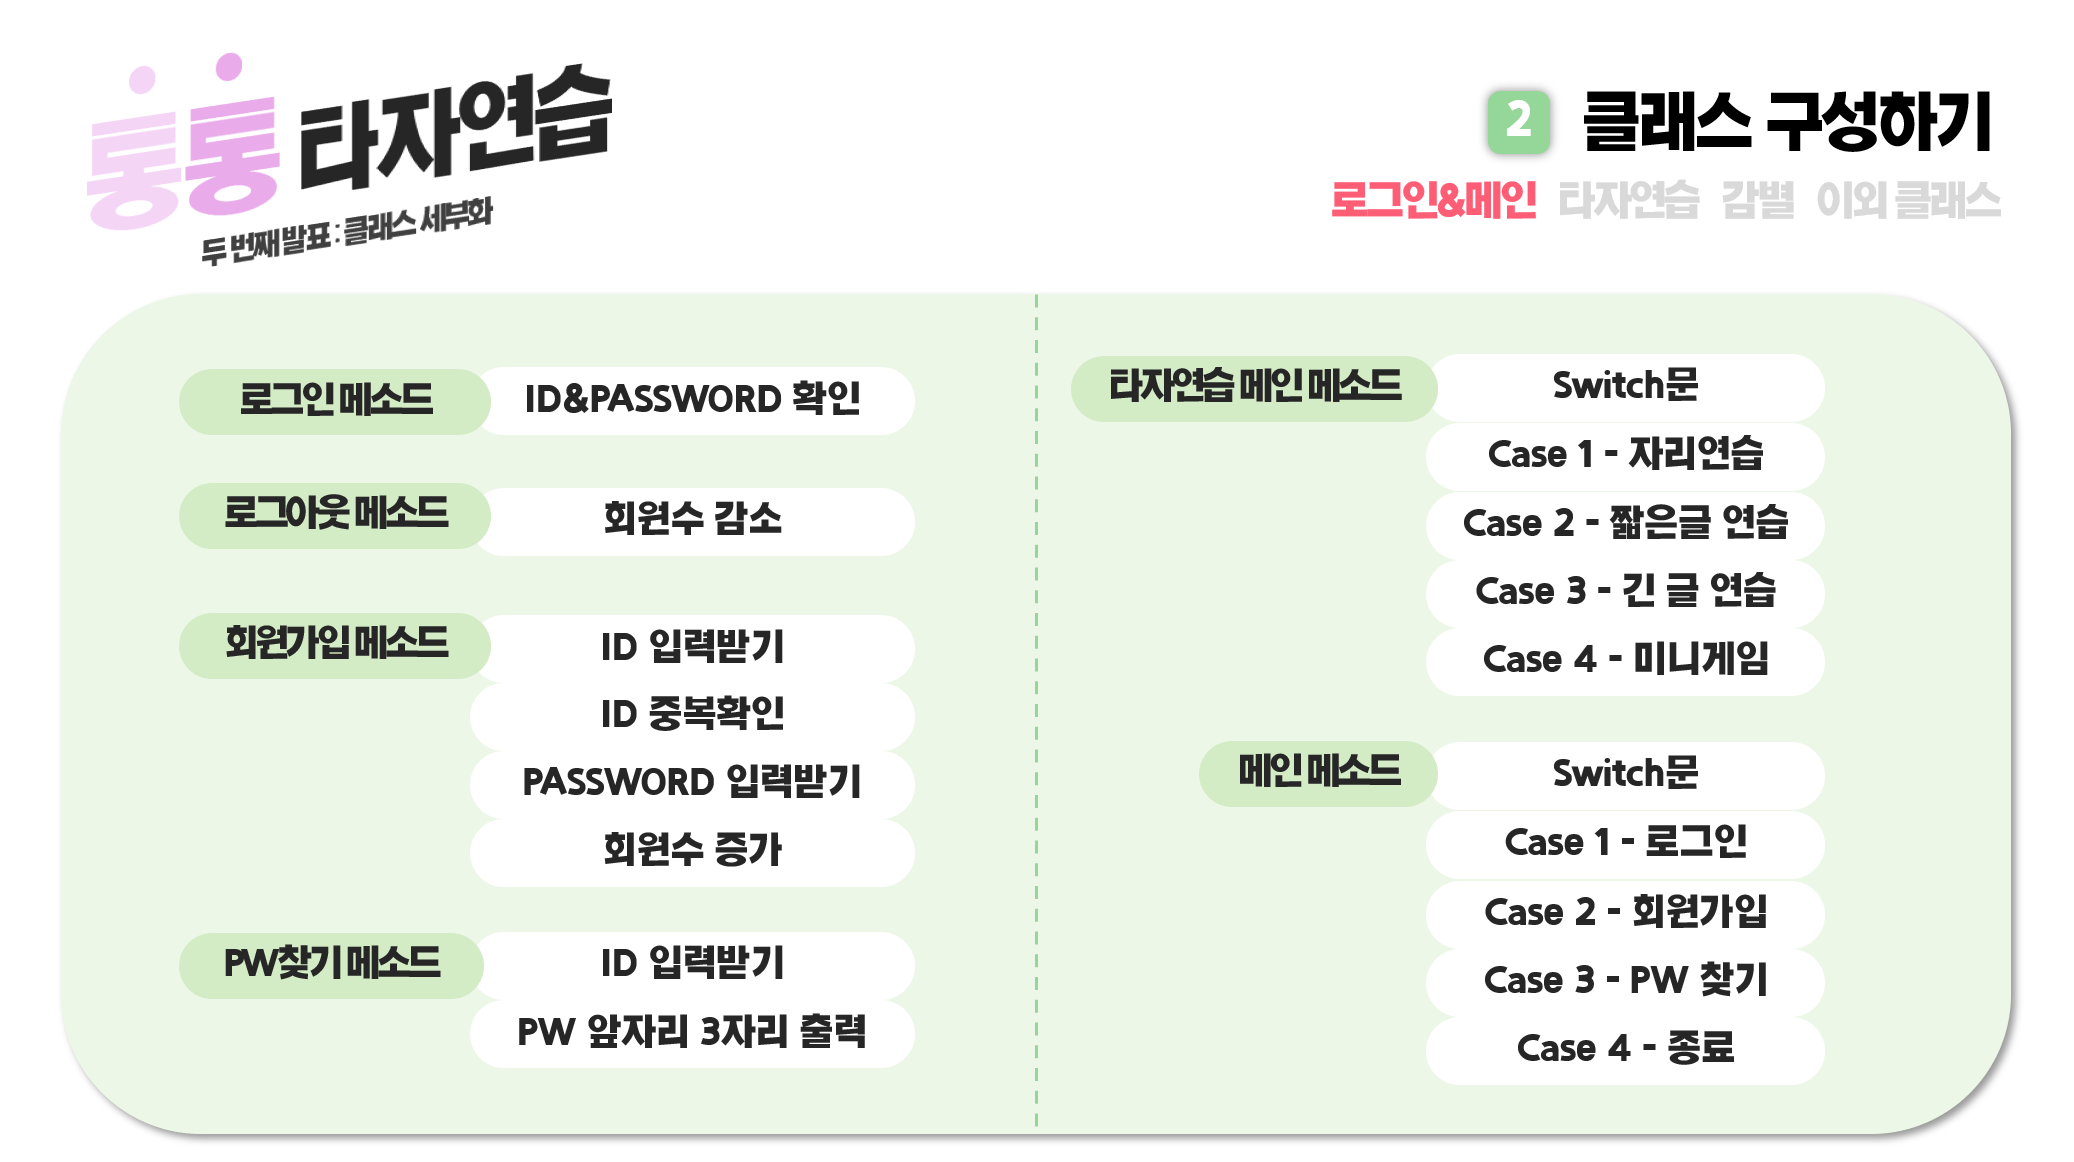 통통 타자연습
두 번째 발표 : 클래스 세부화
2 클래스 구성하기
로그인&메인 타자연습 감별 이외 클래스
로그인 메소드 ID&PASSWORD 확인
로그아웃 메소드 회원수 감소
회원가입 메소드 ID 입력받기
ID 중복확인
PASSWORD 입력받기
회원수 증가
PW찾기 메소드 ID 입력받기
PW 앞자리 3자리 출력
타자연습 메인 메소드 Switch문
Case 1 - 자리연습
Case 2 - 짧은글 연습
Case 3 - 긴 글 연습
Case 4 - 미니게임
메인 메소드 Switch문
Case 1 - 로그인
Case 2 - 회원가입
Case 3 - PW 찾기
Case 4 - 종료